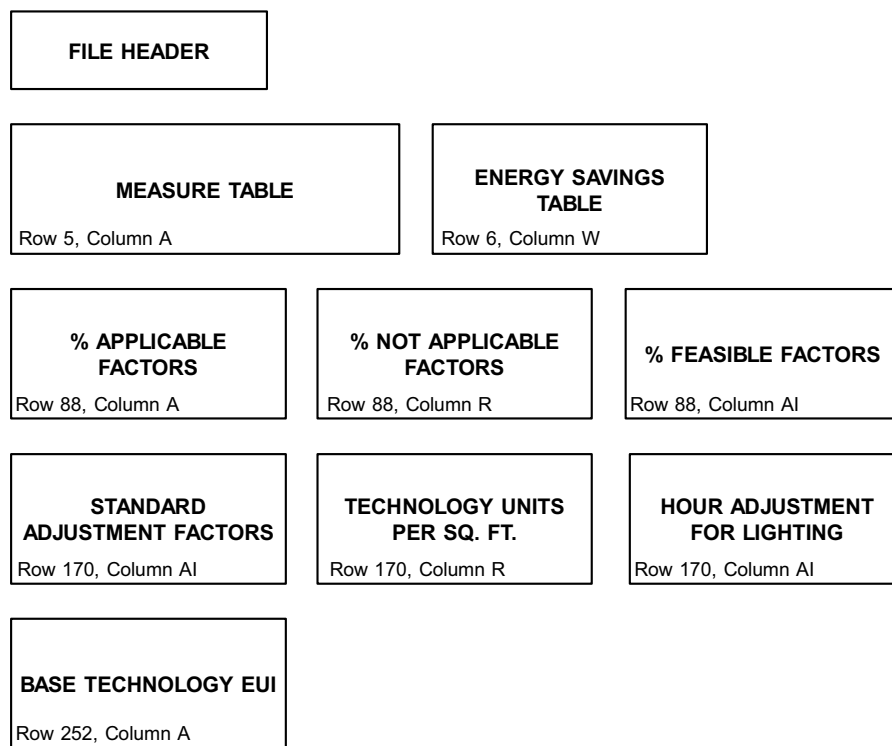 FILE HEADER
MEASURE TABLE
Row 5, Column A
ENERGY SAVINGS
TABLE
Row 6, Column W
% APPLICABLE
FACTORS
Row 88, Column A
% NOT APPLICABLE
FACTORS
Row 88, Column R
% FEASIBLE FACTORS
Row 88, Column AI
STANDARD
ADJUSTMENT FACTORS
Row 170, Column AI
TECHNOLOGY UNITS
PER SQ. FT.
Row 170, Column R
HOUR ADJUSTMENT
FOR LIGHTING
Row 170, Column AI
BASE TECHNOLOGY EUI
Row 252, Column A